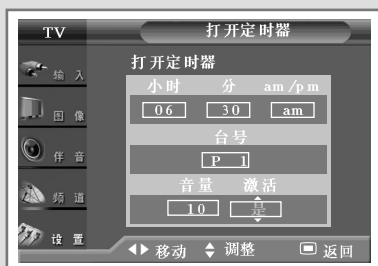 TV 打开定时器
打开定时器
输 入
小时 分 am/pm
图 像
06 30 am
台号
伴 音
P 1
音量 激活
频 道
10 是
设 置
移动 调整 返回